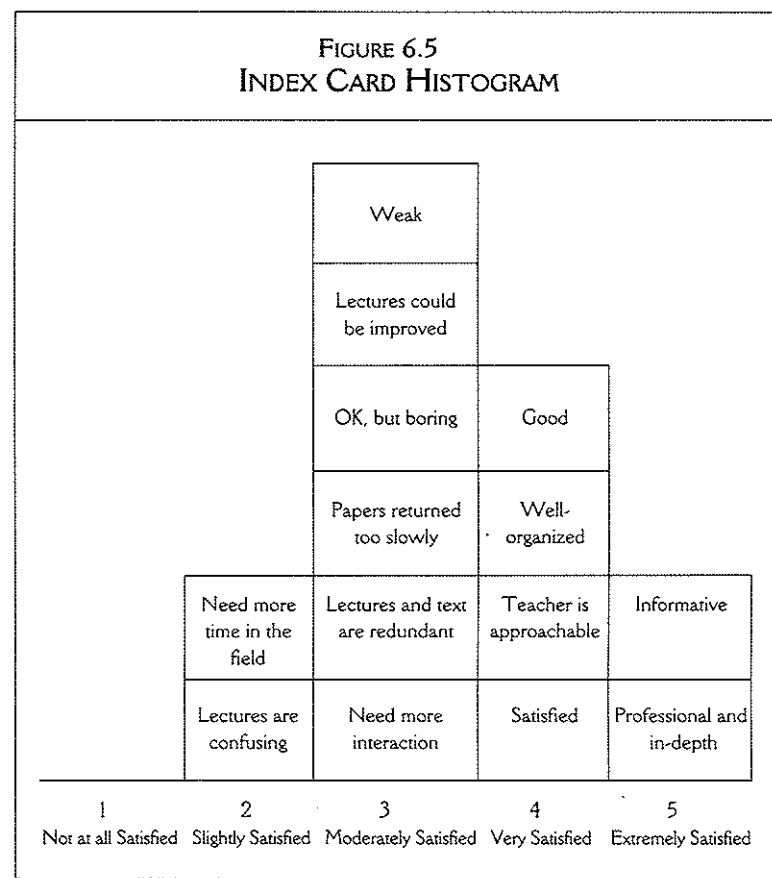 FIGURE 6.5
INDEX CARD HISTOGRAM
Weak
Lectures could
be improved
OK, but boring
Good
Papers returned
too slowly
Well-
organized
Need more
time in the
field
Lectures and text
are redundant
Teacher is
approachable
Informative
Lectures are
confusing
Need more
interaction
Satisfied
Professional and
in-depth
1
2
3
4
5
Not at all Satisfied
Slightly Satisfied
Moderately Satisfied
Very Satisfied
Extremely Satisfied